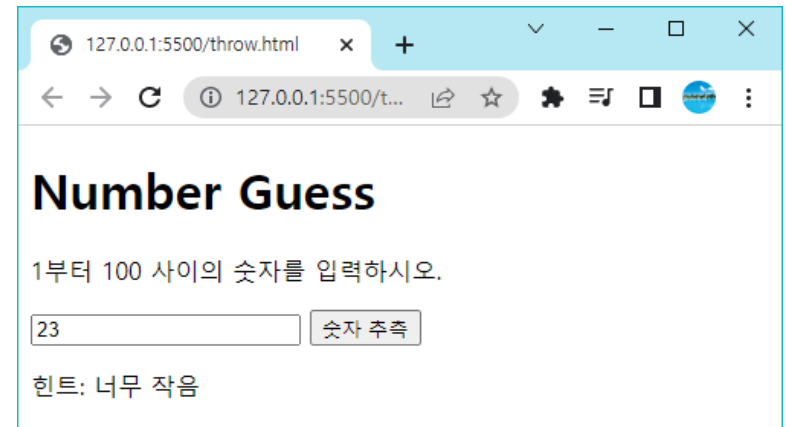 127.0.0.1:5500/throw.html
127.0.0.1:5500/t...
Number Guess
1부터 100 사이의 숫자를 입력하시오.
23 숫자 추측
힌트: 너무 작음